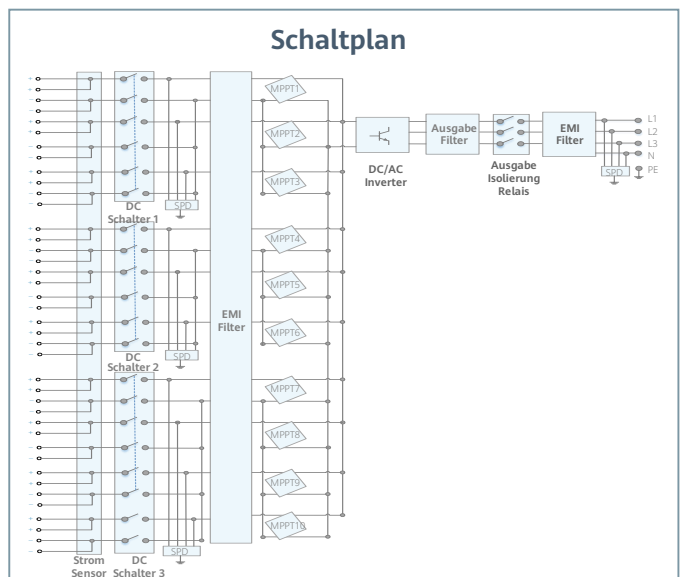 Schaltplan
MPPT1
MPPT2
MPPT3
MPPT4
MPPT5
MPPT6
MPPT7
MPPT8
MPPT9
MPPT10
DC
Schalter 1
SPD
DC
Schalter 2
SPD
EMI
Filter
DC/AC
Inverter
Ausgabe
Filter
Ausgabe
Isolierung
Relais
EMI
Filter
L1
L2
L3
N
PE
SPD
Strom
Sensor
DC
Schalter 3
SPD